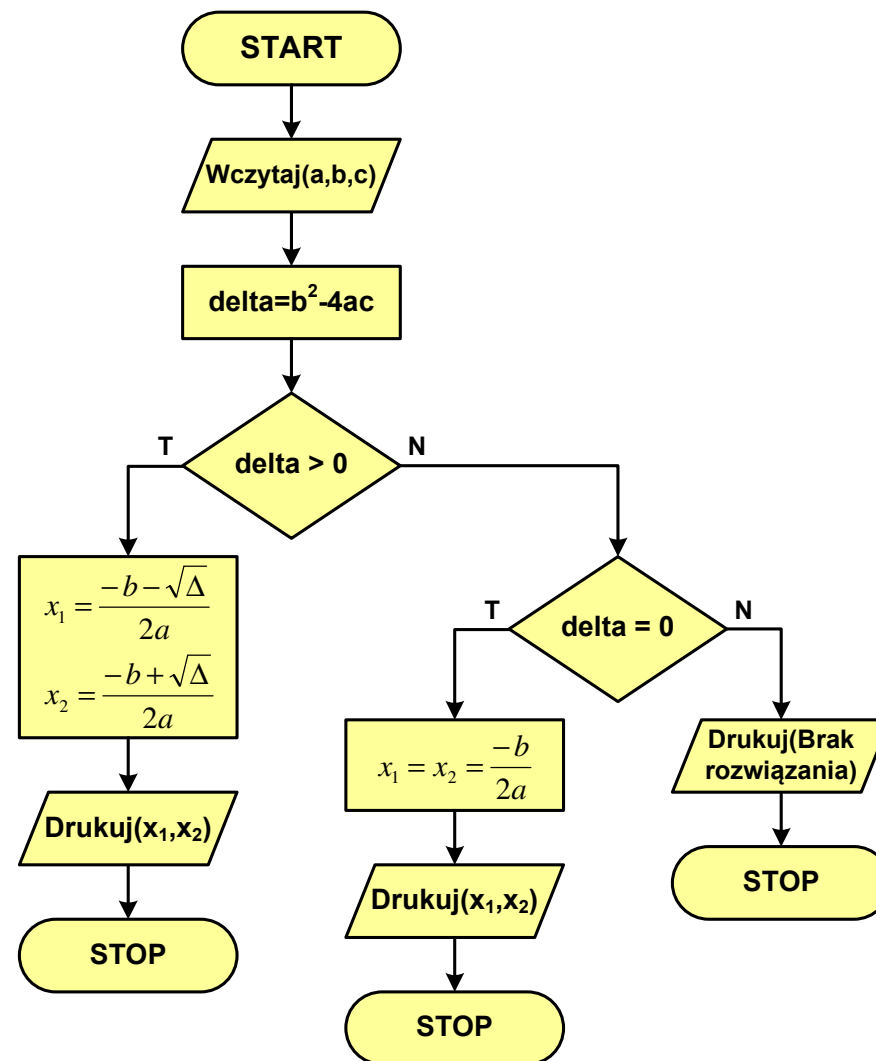 START
Wczytaj(a,b,c)
delta=b²-4ac
delta > 0
T
N
x₁ = (-b - √Δ) / 2a
x₂ = (-b + √Δ) / 2a
Drukuj(x₁,x₂)
STOP
delta = 0
T
N
x₁ = x₂ = -b / 2a
Drukuj(x₁,x₂)
STOP
Drukuj(Brak
rozwiązania)
STOP